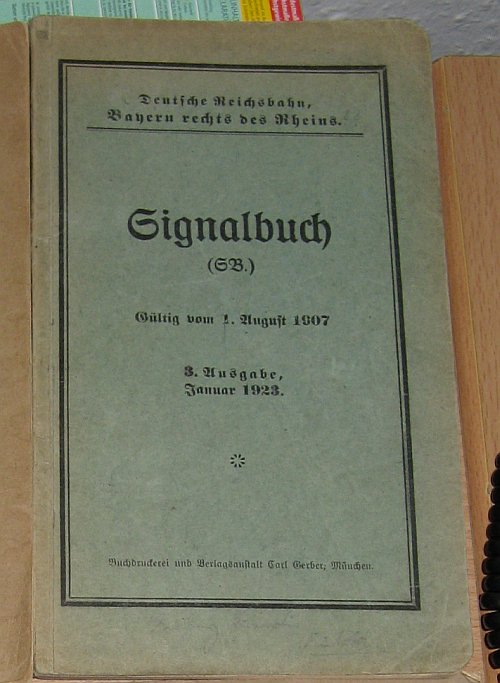 Deutsche Reichsbahn,
Bayern rechts des Rheins.
Signalbuch
(SB.)
Gültig vom 1. August 1907
3. Ausgabe,
Januar 1923.
Buchdruckerei und Verlagsanstalt Carl Gerber, München.